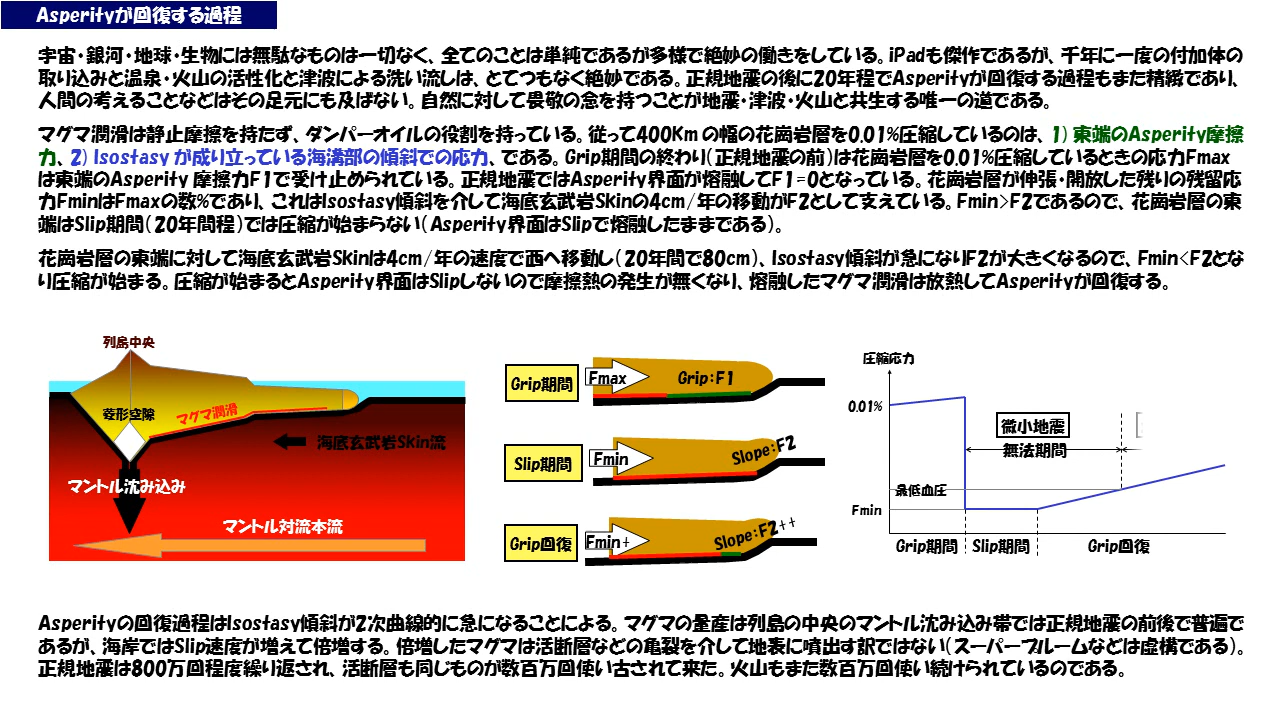 Asperityが回復する過程
宇宙・銀河・地球・生物には無駄なものは一切なく、全てのことは単純であるが多様で絶妙の働きをしている。iPadも傑作であるが、千年に一度の付加体の
取り込みと温泉・火山の活性化と津波による洗い流しは、とてつもなく絶妙である。正規地震の後に20年程でAsperityが回復する過程もまた精緻であり、
人間の考えることなどはその足元にも及ばない。自然に対して畏敬の念を持つことが地震・津波・火山と共生する唯一の道である。
マグマ潤滑は静止摩擦を持たず、ダンパーオイルの役割を持っている。従って400Kmの幅の花崗岩層を0.01%圧縮しているのは、1) 東端のAsperity摩擦
力、2) Isostasyが成り立っている海溝部の傾斜での応力、である。Grip期間の終わり(正規地震の前)は花崗岩層を0.01%圧縮しているときの応力Fmax
は東端のAsperity摩擦力F1で受け止められている。正規地震ではAsperity界面が熔融してF1=0となっている。花崗岩層が伸張・開放した残りの残留応
力FminはFmaxの数%であり、これはIsostasy傾斜を介して海底玄武岩Skinの4cm/年の移動がF2として支えている。Fmin>F2であるので、花崗岩層の東
端はSlip期間(20年間程)では圧縮が始まらない(Asperity界面はSlipで熔融したままである)。
花崗岩層の東端に対して海底玄武岩Skinは4cm/年の速度で西へ移動し(20年間で80cm)、Isostasy傾斜が急になりF2が大きくなるので、Fmin<F2とな
り圧縮が始まる。圧縮が始まるとAsperity界面はSlipしないので摩擦熱の発生が無くなり、熔融したマグマ潤滑は放熱してAsperityが回復する。
列島中央
菱形空隙
マグマ潤滑
海底玄武岩Skin流
マントル沈み込み
マントル対流本流
Grip期間
Fmax
Grip:F1
Slip期間
Fmin
Slope:F2
Grip回復
Fmin+
Slope:F2++
圧縮応力
0.01%
微小地震
無法期間
最低血圧
Fmin
Grip期間
Slip期間
Grip回復
Asperityの回復過程はIsostasy傾斜が2次曲線的に急になることによる。マグマの量産は列島の中央のマントル沈み込み帯では正規地震の前後で普遍で
あるが、海岸ではSlip速度が増えて倍増する。倍増したマグマは活断層などの亀裂を介して地表に噴出す訳ではない(スーパープルームなどは虚構である)。
正規地震は800万回程度繰り返され、活断層も同じものが数百万回使い古されて来た。火山もまた数百万回使い続けられているのである。